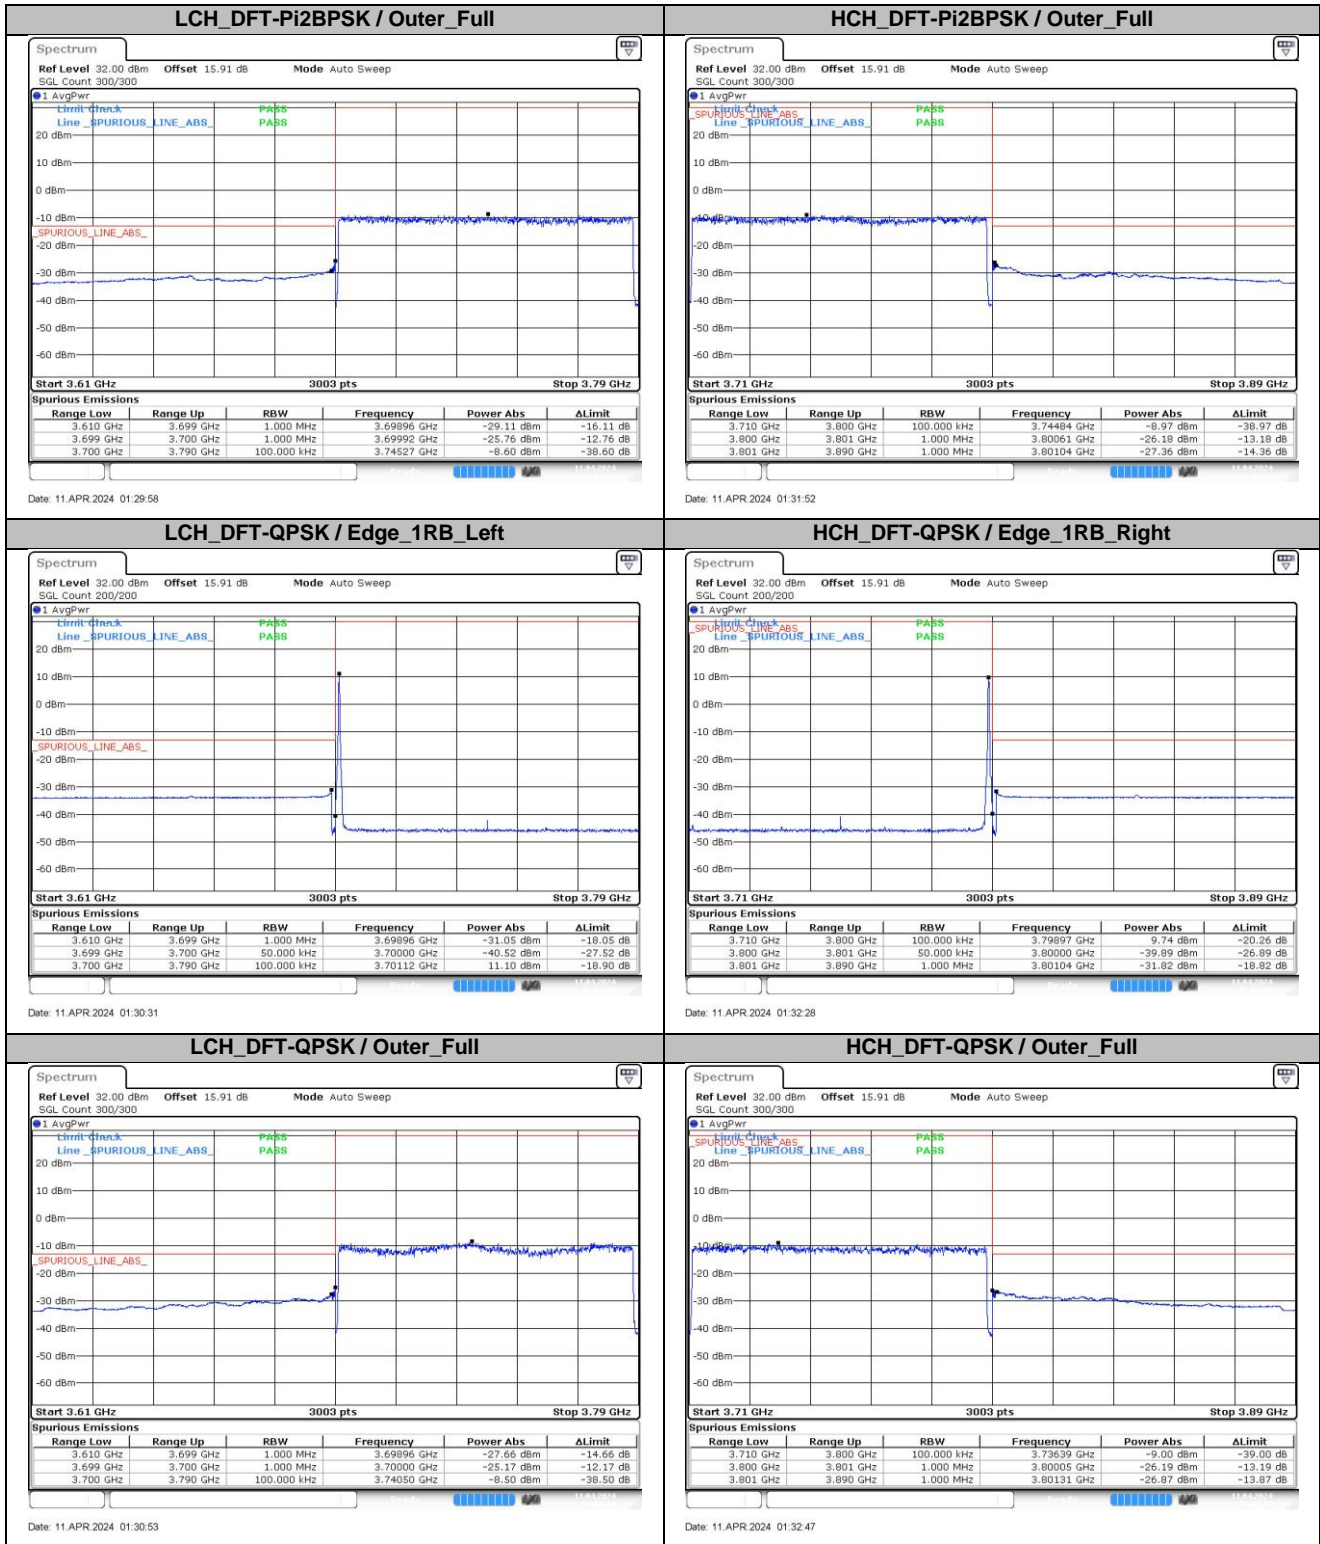 LCH_DFT-Pi2BPSK / Outer_Full
Spectrum
Ref Level 32.00 dBm Offset 15.91 dB Mode Auto Sweep
SGL Count 300/300
1 AvgPwr
Limit Check PASS
Line _SPURIOUS_LINE_ABS_ PASS
20 dBm
10 dBm
0 dBm
-10 dBm
_SPURIOUS_LINE_ABS_
-20 dBm
-30 dBm
-40 dBm
-50 dBm
-60 dBm
Start 3.61 GHz 3003 pts Stop 3.79 GHz
Spurious Emissions
Range Low Range Up RBW Frequency Power Abs ΔLimit
3.610 GHz 3.699 GHz 1.000 MHz 3.69896 GHz -29.11 dBm -16.11 dB
3.699 GHz 3.700 GHz 1.000 MHz 3.69992 GHz -25.76 dBm -12.76 dB
3.700 GHz 3.790 GHz 100.000 kHz 3.74527 GHz -8.60 dBm -38.60 dB
Date: 11.APR.2024 01:29:58
HCH_DFT-Pi2BPSK / Outer_Full
Spectrum
Ref Level 32.00 dBm Offset 15.91 dB Mode Auto Sweep
SGL Count 300/300
1 AvgPwr
Limit Check PASS
_SPURIOUS_LINE_ABS_
Line _SPURIOUS_LINE_ABS_ PASS
20 dBm
10 dBm
0 dBm
-10 dBm
-20 dBm
-30 dBm
-40 dBm
-50 dBm
-60 dBm
Start 3.71 GHz 3003 pts Stop 3.89 GHz
Spurious Emissions
Range Low Range Up RBW Frequency Power Abs ΔLimit
3.710 GHz 3.800 GHz 100.000 kHz 3.74484 GHz -8.97 dBm -38.97 dB
3.800 GHz 3.801 GHz 1.000 MHz 3.80061 GHz -26.18 dBm -13.18 dB
3.801 GHz 3.890 GHz 1.000 MHz 3.80104 GHz -27.36 dBm -14.36 dB
Date: 11.APR.2024 01:31:52
LCH_DFT-QPSK / Edge_1RB_Left
Spectrum
Ref Level 32.00 dBm Offset 15.91 dB Mode Auto Sweep
SGL Count 200/200
1 AvgPwr
Limit Check PASS
Line _SPURIOUS_LINE_ABS_ PASS
20 dBm
10 dBm
0 dBm
-10 dBm
_SPURIOUS_LINE_ABS_
-20 dBm
-30 dBm
-40 dBm
-50 dBm
-60 dBm
Start 3.61 GHz 3003 pts Stop 3.79 GHz
Spurious Emissions
Range Low Range Up RBW Frequency Power Abs ΔLimit
3.610 GHz 3.699 GHz 1.000 MHz 3.69896 GHz -31.05 dBm -18.05 dB
3.699 GHz 3.700 GHz 50.000 kHz 3.70000 GHz -40.52 dBm -27.52 dB
3.700 GHz 3.790 GHz 100.000 kHz 3.70112 GHz 11.10 dBm -18.90 dB
Date: 11.APR.2024 01:30:31
HCH_DFT-QPSK / Edge_1RB_Right
Spectrum
Ref Level 32.00 dBm Offset 15.91 dB Mode Auto Sweep
SGL Count 200/200
1 AvgPwr
Limit Check PASS
_SPURIOUS_LINE_ABS_
Line _SPURIOUS_LINE_ABS_ PASS
20 dBm
10 dBm
0 dBm
-10 dBm
-20 dBm
-30 dBm
-40 dBm
-50 dBm
-60 dBm
Start 3.71 GHz 3003 pts Stop 3.89 GHz
Spurious Emissions
Range Low Range Up RBW Frequency Power Abs ΔLimit
3.710 GHz 3.800 GHz 100.000 kHz 3.79897 GHz 9.74 dBm -20.26 dB
3.800 GHz 3.801 GHz 50.000 kHz 3.80000 GHz -39.89 dBm -26.89 dB
3.801 GHz 3.890 GHz 1.000 MHz 3.80104 GHz -31.82 dBm -18.82 dB
Date: 11.APR.2024 01:32:28
LCH_DFT-QPSK / Outer_Full
Spectrum
Ref Level 32.00 dBm Offset 15.91 dB Mode Auto Sweep
SGL Count 300/300
1 AvgPwr
Limit Check PASS
Line _SPURIOUS_LINE_ABS_ PASS
20 dBm
10 dBm
0 dBm
-10 dBm
_SPURIOUS_LINE_ABS_
-20 dBm
-30 dBm
-40 dBm
-50 dBm
-60 dBm
Start 3.61 GHz 3003 pts Stop 3.79 GHz
Spurious Emissions
Range Low Range Up RBW Frequency Power Abs ΔLimit
3.610 GHz 3.699 GHz 1.000 MHz 3.69896 GHz -27.66 dBm -14.66 dB
3.699 GHz 3.700 GHz 1.000 MHz 3.70000 GHz -25.17 dBm -12.17 dB
3.700 GHz 3.790 GHz 100.000 kHz 3.74050 GHz -8.50 dBm -38.50 dB
Date: 11.APR.2024 01:30:53
HCH_DFT-QPSK / Outer_Full
Spectrum
Ref Level 32.00 dBm Offset 15.91 dB Mode Auto Sweep
SGL Count 300/300
1 AvgPwr
Limit Check PASS
_SPURIOUS_LINE_ABS_
Line _SPURIOUS_LINE_ABS_ PASS
20 dBm
10 dBm
0 dBm
-10 dBm
-20 dBm
-30 dBm
-40 dBm
-50 dBm
-60 dBm
Start 3.71 GHz 3003 pts Stop 3.89 GHz
Spurious Emissions
Range Low Range Up RBW Frequency Power Abs ΔLimit
3.710 GHz 3.800 GHz 100.000 kHz 3.73639 GHz -9.00 dBm -39.00 dB
3.800 GHz 3.801 GHz 1.000 MHz 3.80005 GHz -26.19 dBm -13.19 dB
3.801 GHz 3.890 GHz 1.000 MHz 3.80131 GHz -26.87 dBm -13.87 dB
Date: 11.APR.2024 01:32:47